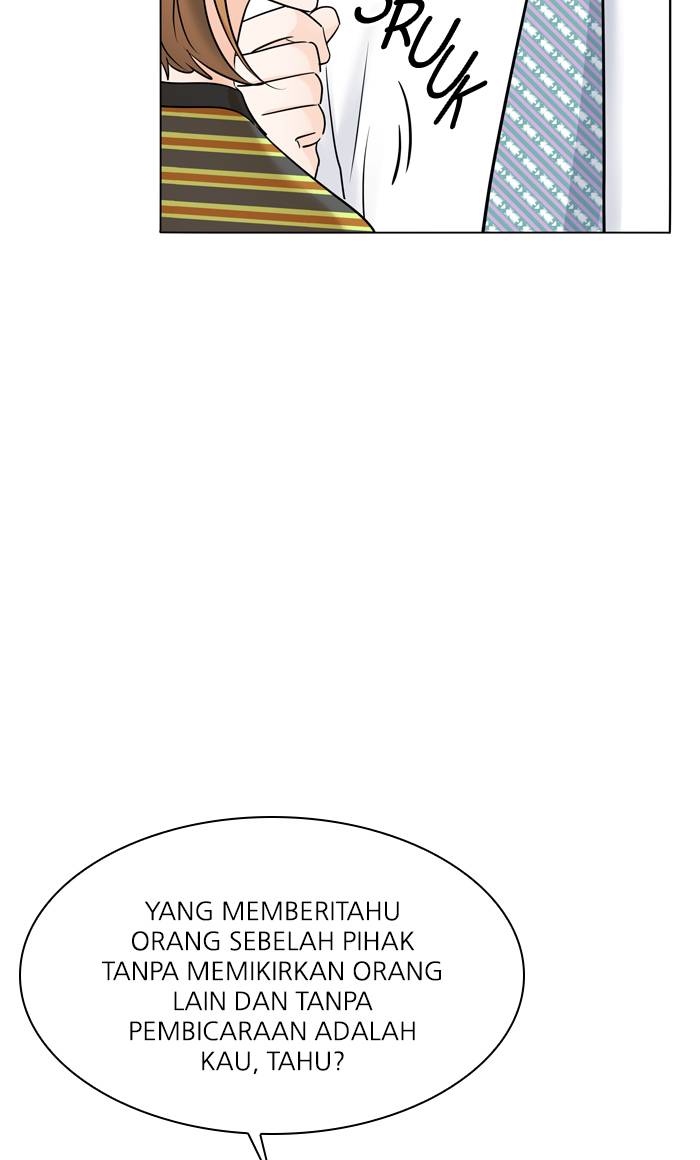 SRUUK
YANG MEMBERITAHU
ORANG SEBELAH PIHAK
TANPA MEMIKIRKAN ORANG
LAIN DAN TANPA
PEMBICARAAN ADALAH
KAU, TAHU?